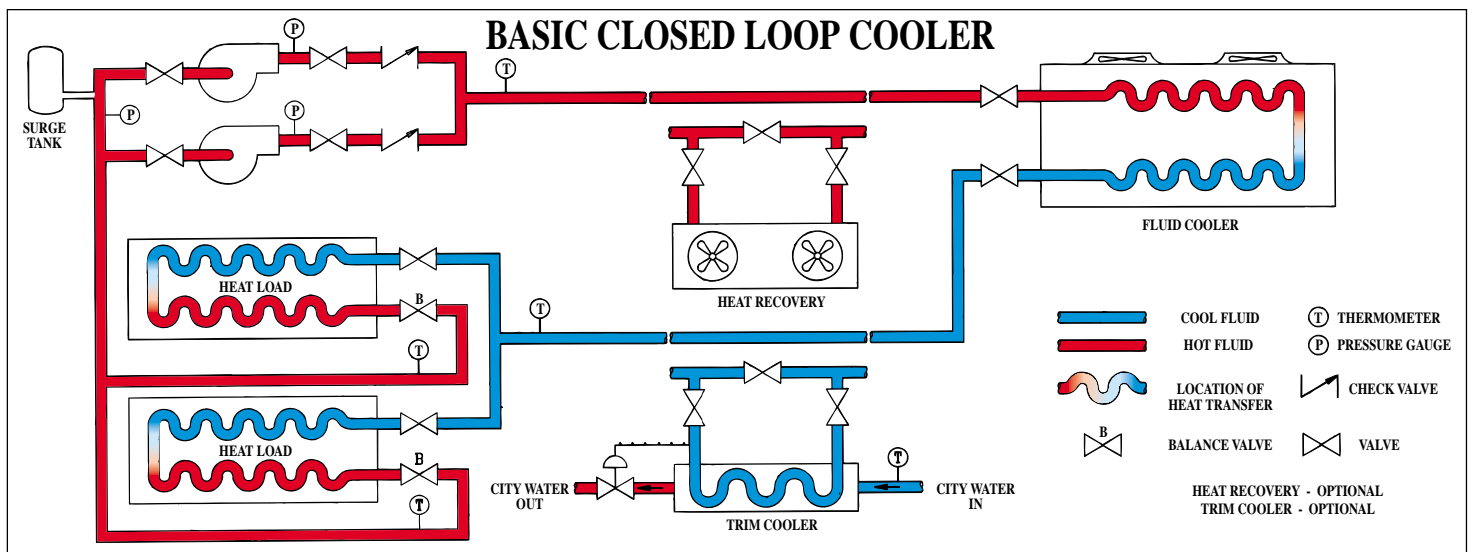 BASIC CLOSED LOOP COOLER
P
P
T
SURGE
TANK
P
FLUID COOLER
HEAT LOAD
B
HEAT RECOVERY
T
T
COOL FLUID
T THERMOMETER
HOT FLUID
P PRESSURE GAUGE
LOCATION OF
HEAT TRANSFER
CHECK VALVE
B
BALANCE VALVE
VALVE
HEAT LOAD
B
T
T
CITY WATER
OUT
TRIM COOLER
CITY WATER
IN
HEAT RECOVERY - OPTIONAL
TRIM COOLER - OPTIONAL